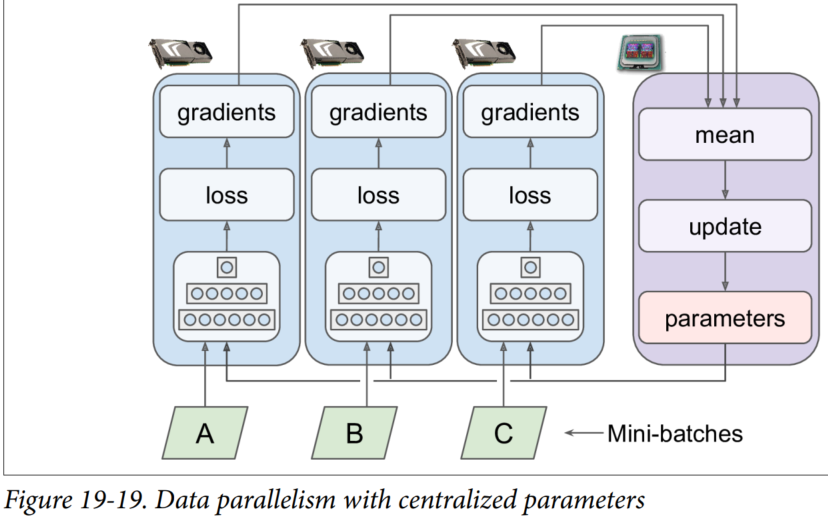 gradients
gradients
gradients
mean
loss
loss
loss
update
parameters
A
B
C
Mini-batches
Figure 19-19. Data parallelism with centralized parameters